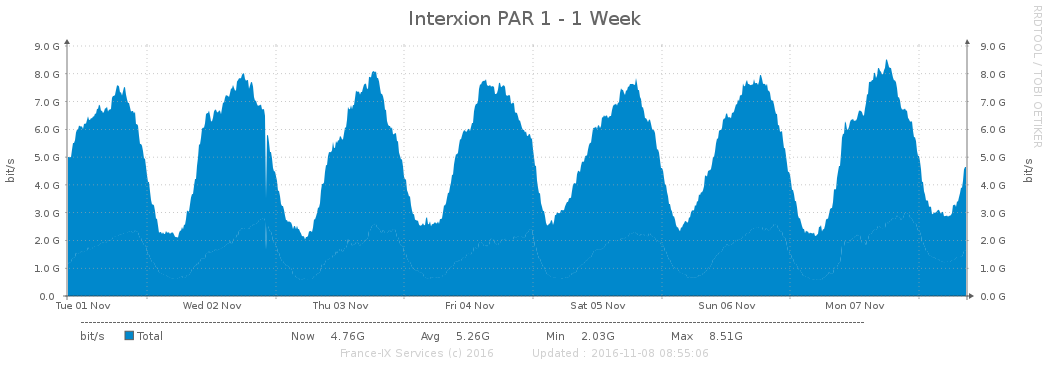 Interxion PAR 1 - 1 Week
RRDTOOL / TOBI OETIKER
9.0 G 9.0 G
8.0 G 8.0 G
7.0 G 7.0 G
6.0 G 6.0 G
5.0 G 5.0 G
4.0 G 4.0 G
3.0 G 3.0 G
2.0 G 2.0 G
1.0 G 1.0 G
0.0 0.0 G
bit/s bit/s
Tue 01 Nov Wed 02 Nov Thu 03 Nov Fri 04 Nov Sat 05 Nov Sun 06 Nov Mon 07 Nov
bit/s Total Now 4.76G Avg 5.26G Min 2.03G Max 8.51G
France-IX Services (c) 2016 Updated : 2016-11-08 08:55:06